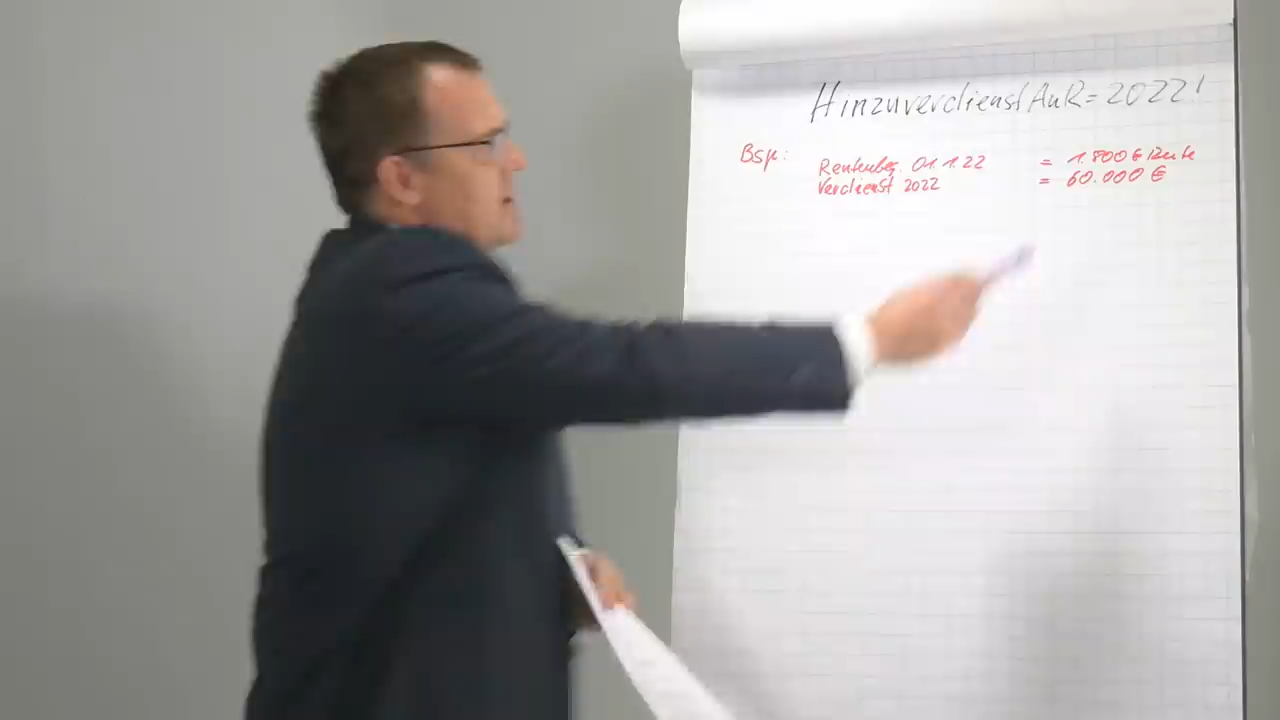 Hinzuverdienst AuR = 2022!
Bsp: Rentenbeg. 01.1.22 = 1.800 € Rente
Verdienst 2022 = 60.000 €